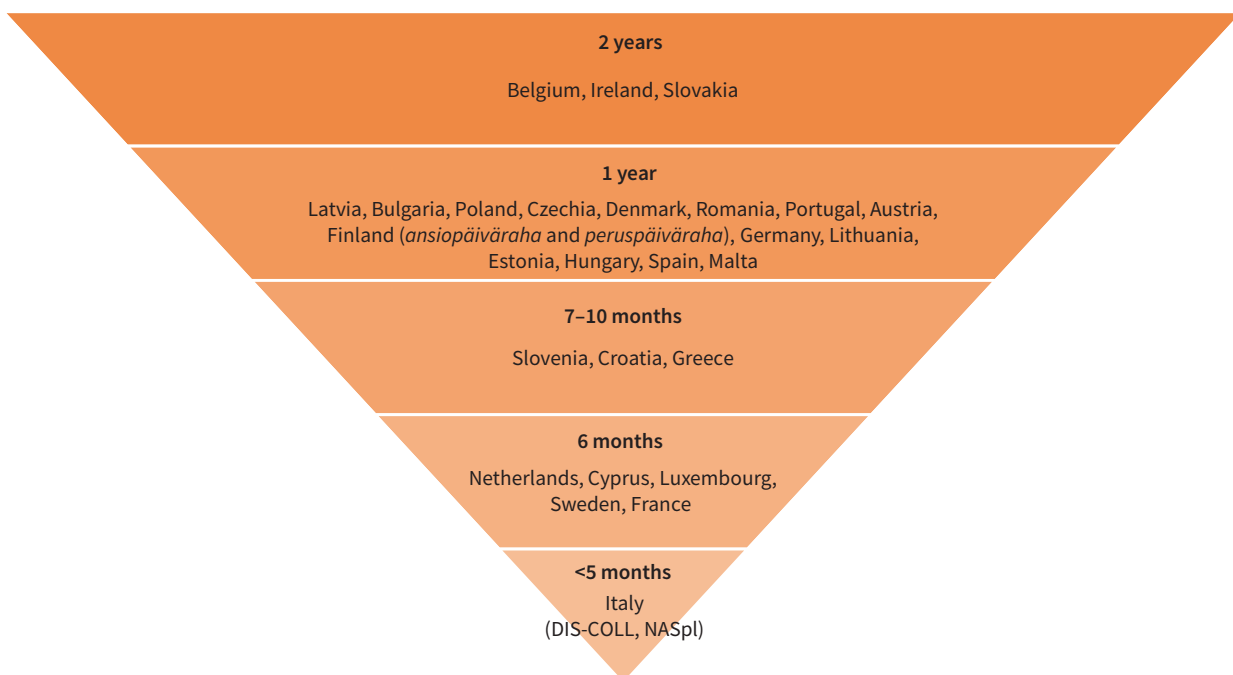 2 years
Belgium, Ireland, Slovakia
1 year
Latvia, Bulgaria, Poland, Czechia, Denmark, Romania, Portugal, Austria,
Finland (ansiopäiväraha and peruspäiväraha), Germany, Lithuania,
Estonia, Hungary, Spain, Malta
7–10 months
Slovenia, Croatia, Greece
6 months
Netherlands, Cyprus, Luxembourg,
Sweden, France
<5 months
Italy
(DIS-COLL, NASpl)